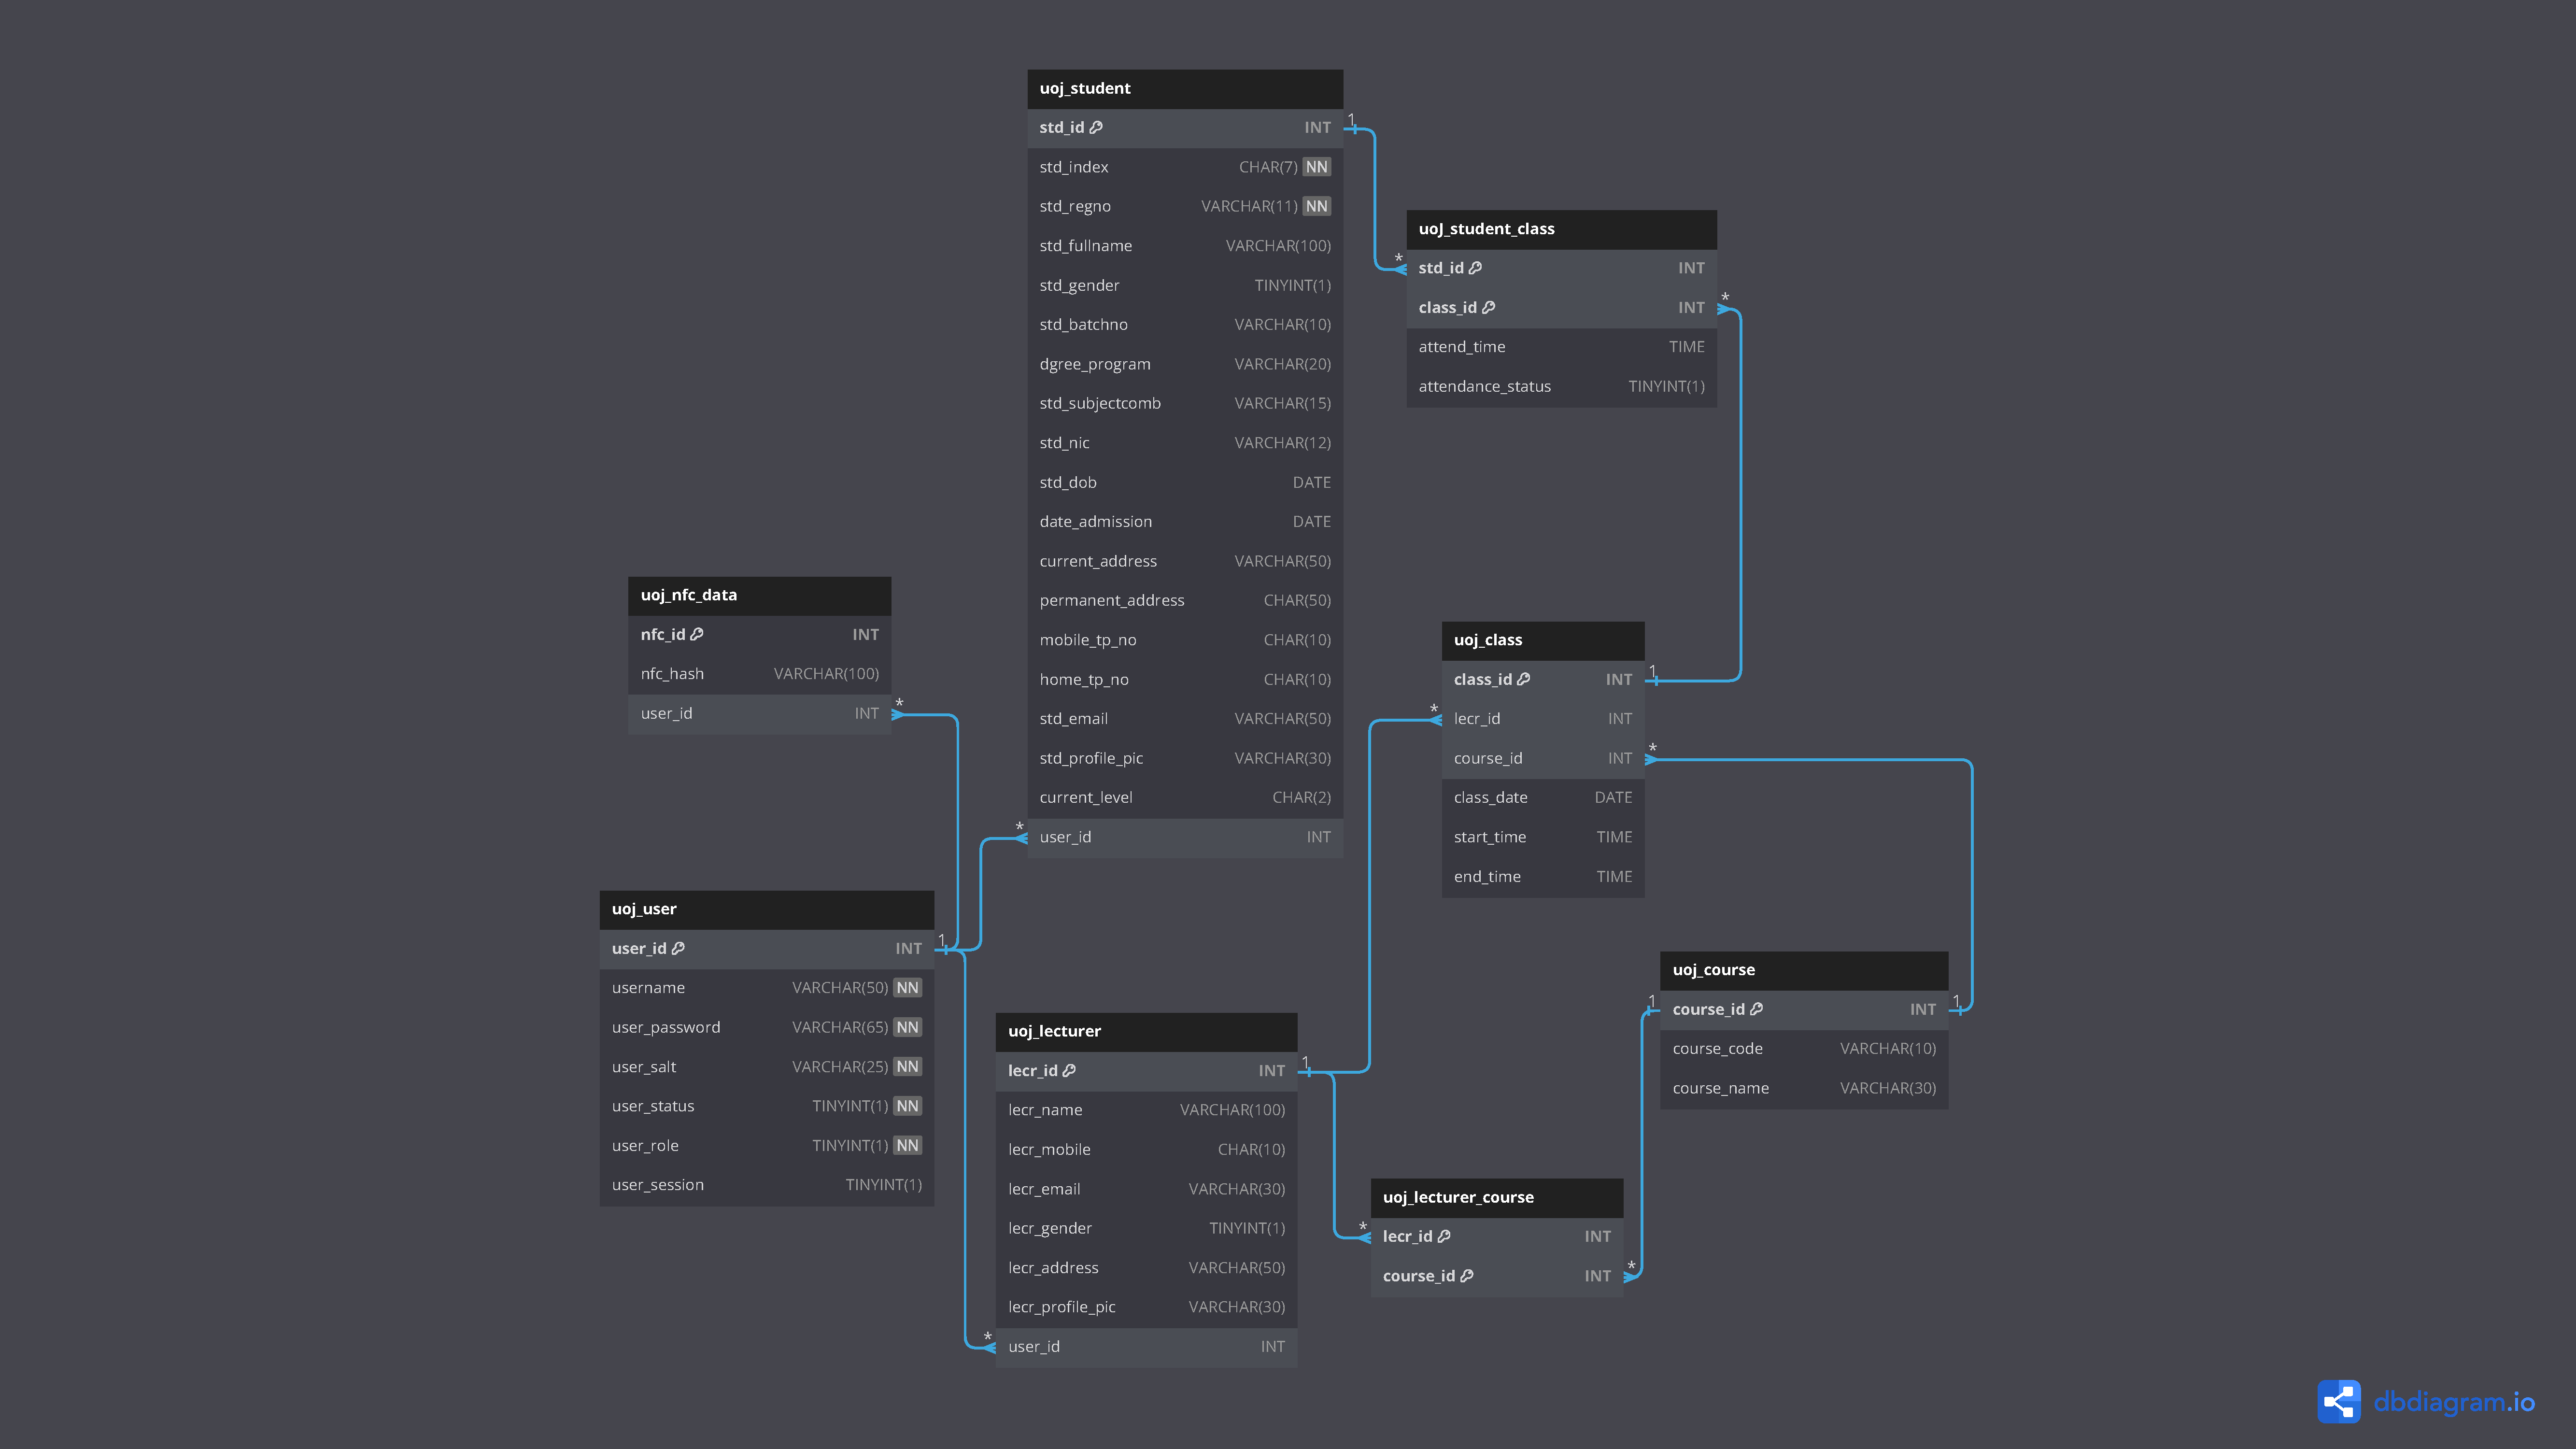 uoj_student
std_id INT
std_index CHAR(7) NN
std_regno VARCHAR(11) NN
std_fullname VARCHAR(100)
std_gender TINYINT(1)
std_batchno VARCHAR(10)
dgree_program VARCHAR(20)
std_subjectcomb VARCHAR(15)
std_nic VARCHAR(12)
std_dob DATE
date_admission DATE
current_address VARCHAR(50)
permanent_address CHAR(50)
mobile_tp_no CHAR(10)
home_tp_no CHAR(10)
std_email VARCHAR(50)
std_profile_pic VARCHAR(30)
current_level CHAR(2)
user_id INT
1
*
*
uoj_student_class
std_id INT
class_id INT
attend_time TIME
attendance_status TINYINT(1)
*
uoj_nfc_data
nfc_id INT
nfc_hash VARCHAR(100)
user_id INT
*
uoj_class
class_id INT
lecr_id INT
course_id INT
class_date DATE
start_time TIME
end_time TIME
1
*
*
uoj_user
user_id INT
username VARCHAR(50) NN
user_password VARCHAR(65) NN
user_salt VARCHAR(25) NN
user_status TINYINT(1) NN
user_role TINYINT(1) NN
user_session TINYINT(1)
1
uoj_course
course_id INT
course_code VARCHAR(10)
course_name VARCHAR(30)
1
1
uoj_lecturer
lecr_id INT
lecr_name VARCHAR(100)
lecr_mobile CHAR(10)
lecr_email VARCHAR(30)
lecr_gender TINYINT(1)
lecr_address VARCHAR(50)
lecr_profile_pic VARCHAR(30)
user_id INT
1
*
uoj_lecturer_course
lecr_id INT
course_id INT
*
*
dbdiagram.io